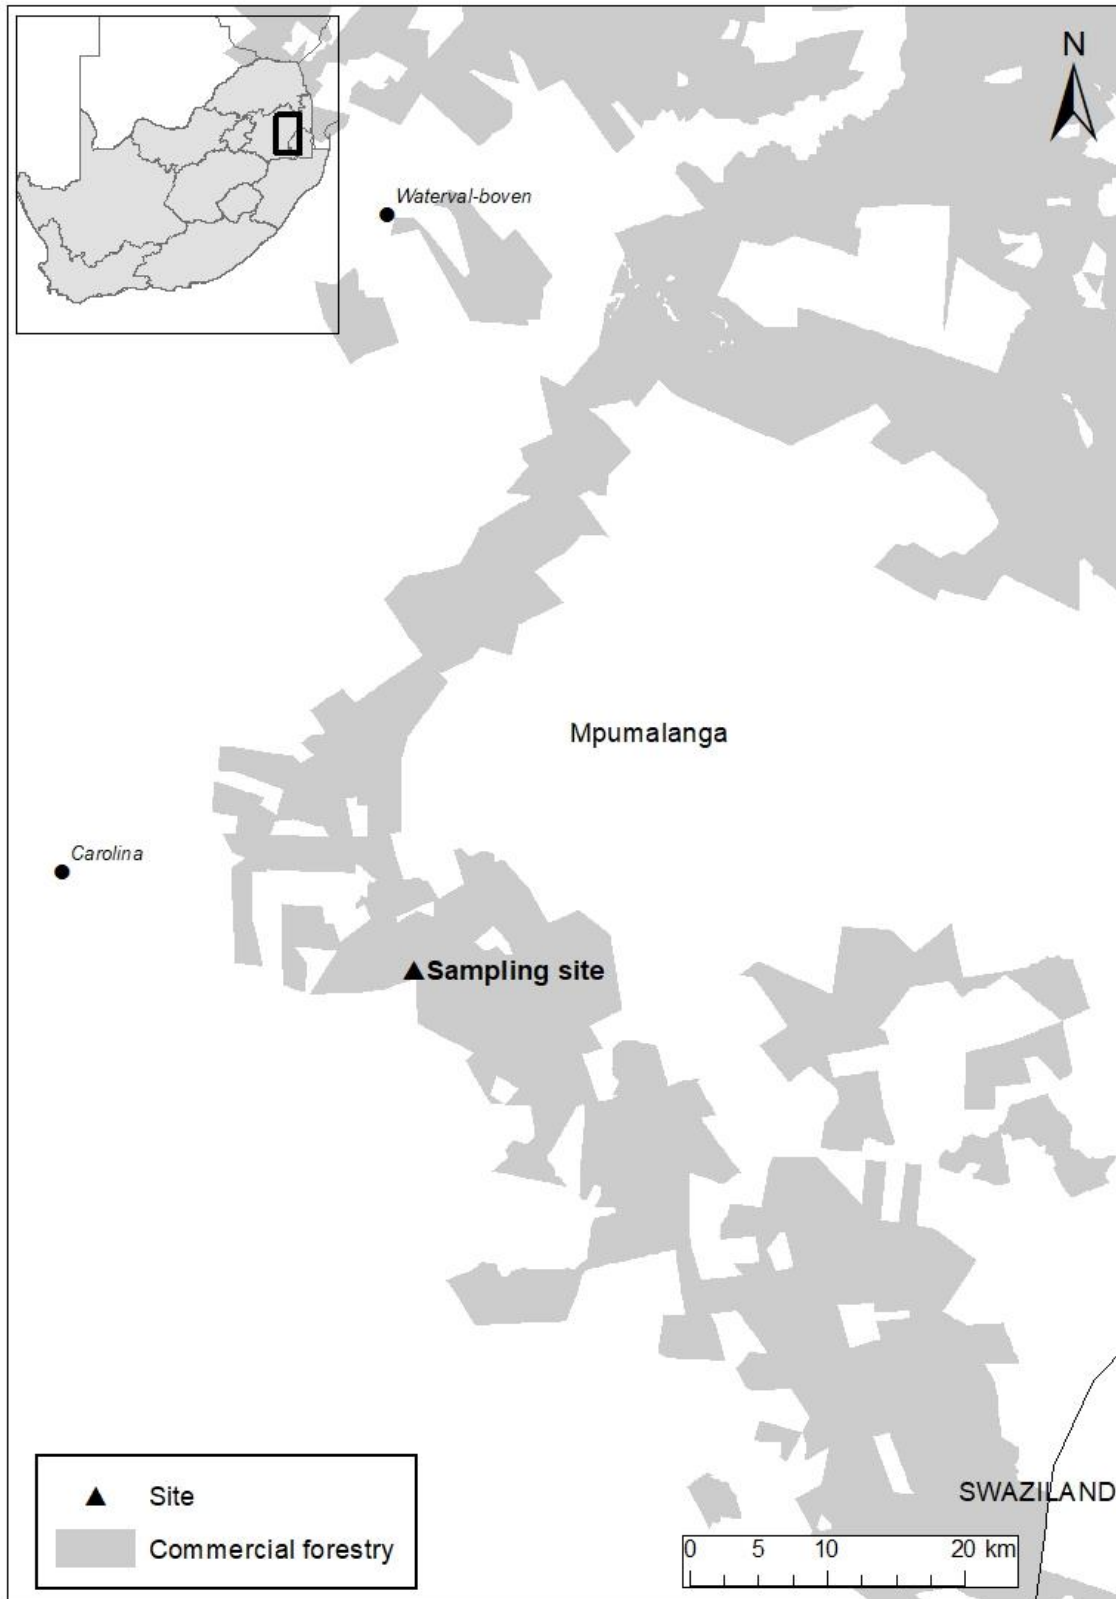 N
Waterval-boven
Mpumalanga
Carolina
Sampling site
SWAZILAND
Site
Commercial forestry
0 5 10 20 km